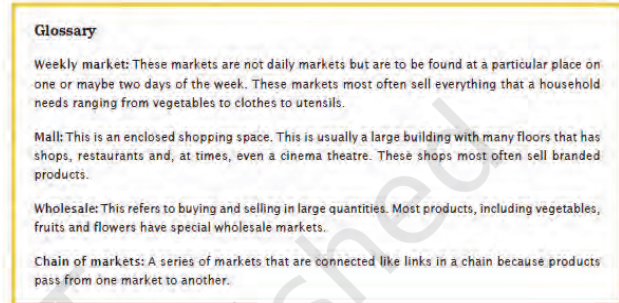 Glossary
Weekly market: These markets are not daily markets but are to be found at a particular place on
one or maybe two days of the week. These markets most often sell everything that a household
needs ranging from vegetables to clothes to utensils.
Mall: This is an enclosed shopping space. This is usually a large building with many floors that has
shops, restaurants and, at times, even a cinema theatre. These shops most often sell branded
products.
Wholesale: This refers to buying and selling in large quantities. Most products, including vegetables,
fruits and flowers have special wholesale markets.
Chain of markets: A series of markets that are connected like links in a chain because products
pass from one market to another.